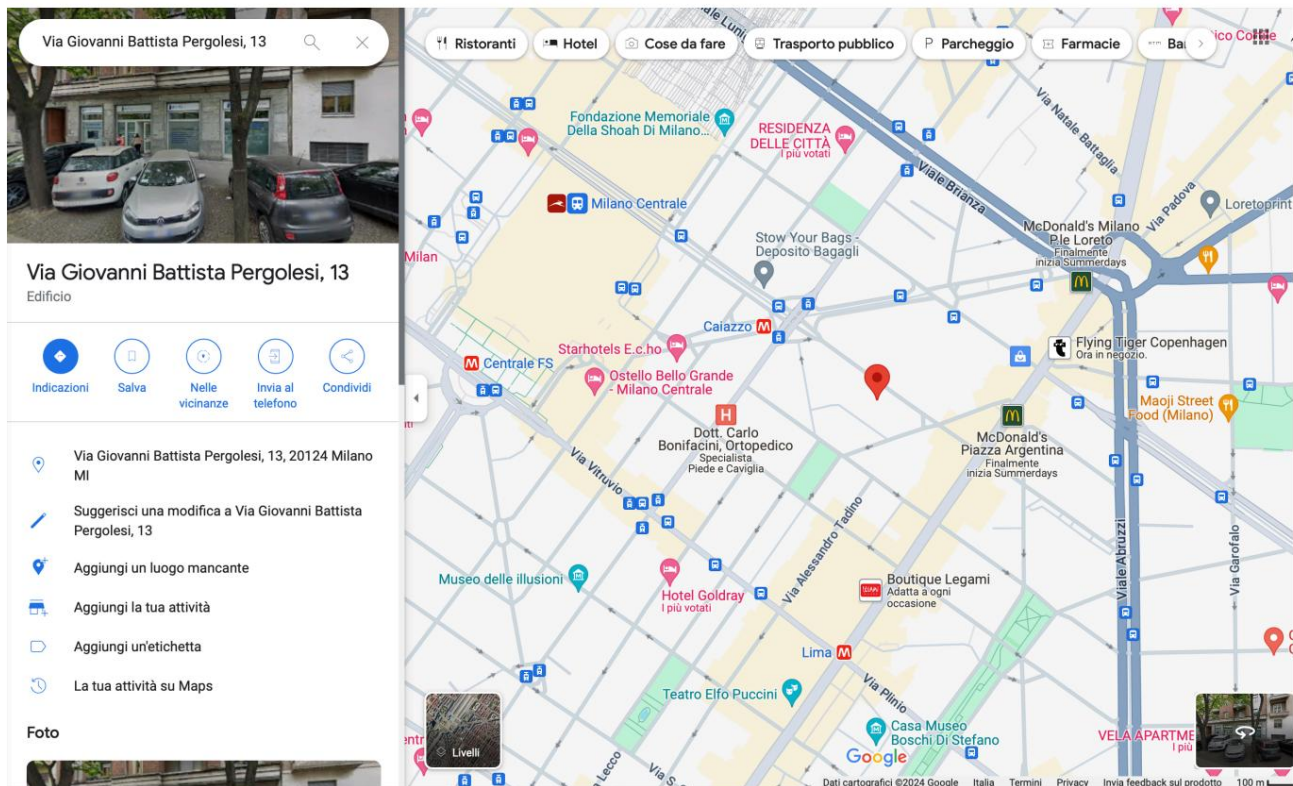 Via Giovanni Battista Pergolesi, 13
Via Giovanni Battista Pergolesi, 13
Edificio
Indicazioni
Salva
Nelle
vicinanze
Invia al
telefono
Condividi
Via Giovanni Battista Pergolesi, 13, 20124 Milano
MI
Suggerisci una modifica a Via Giovanni Battista
Pergolesi, 13
Aggiungi un luogo mancante
Aggiungi la tua attività
Aggiungi un'etichetta
La tua attività su Maps
Foto
Ristoranti
Hotel
Cose da fare
Trasporto pubblico
P Parcheggio
Farmacie
Via Natale Battaglia
Fondazione Memoriale
Della Shoah Di Milano...
RESIDENZA
DELLE CITTÀ
I più votati
Viale Brianza
Via Padova
Loretoprint
Milano Centrale
Milan
Stow Your Bags -
Deposito Bagagli
McDonald's Milano
P.le Loreto
Finalmente
inizia Summerdays
Caiazzo M
Starhotels E.c.ho
M Centrale FS
Ostello Bello Grande
- Milano Centrale
Flying Tiger Copenhagen
Ora in negozio.
H
Dott. Carlo
Bonifacini, Ortopedico
Specialista
Piede e Caviglia
McDonald's
Piazza Argentina
Finalmente
inizia Summerdays
Maoji Street
Food (Milano)
Via Vitruvio
Via Alessandro Tadino
Viale Abruzzi
Via Garofalo
Museo delle illusioni
Hotel Goldray
I più votati
Boutique Legami
Adatta a ogni
occasione
Lima M
Via Plinio
Teatro Elfo Puccini
Casa Museo
Boschi Di Stefano
VELA APARTME
I più
Livelli
Via Lecco
Google
Dati cartografici ©2024 Google Italia Termini Privacy Invia feedback sul prodotto 100 m